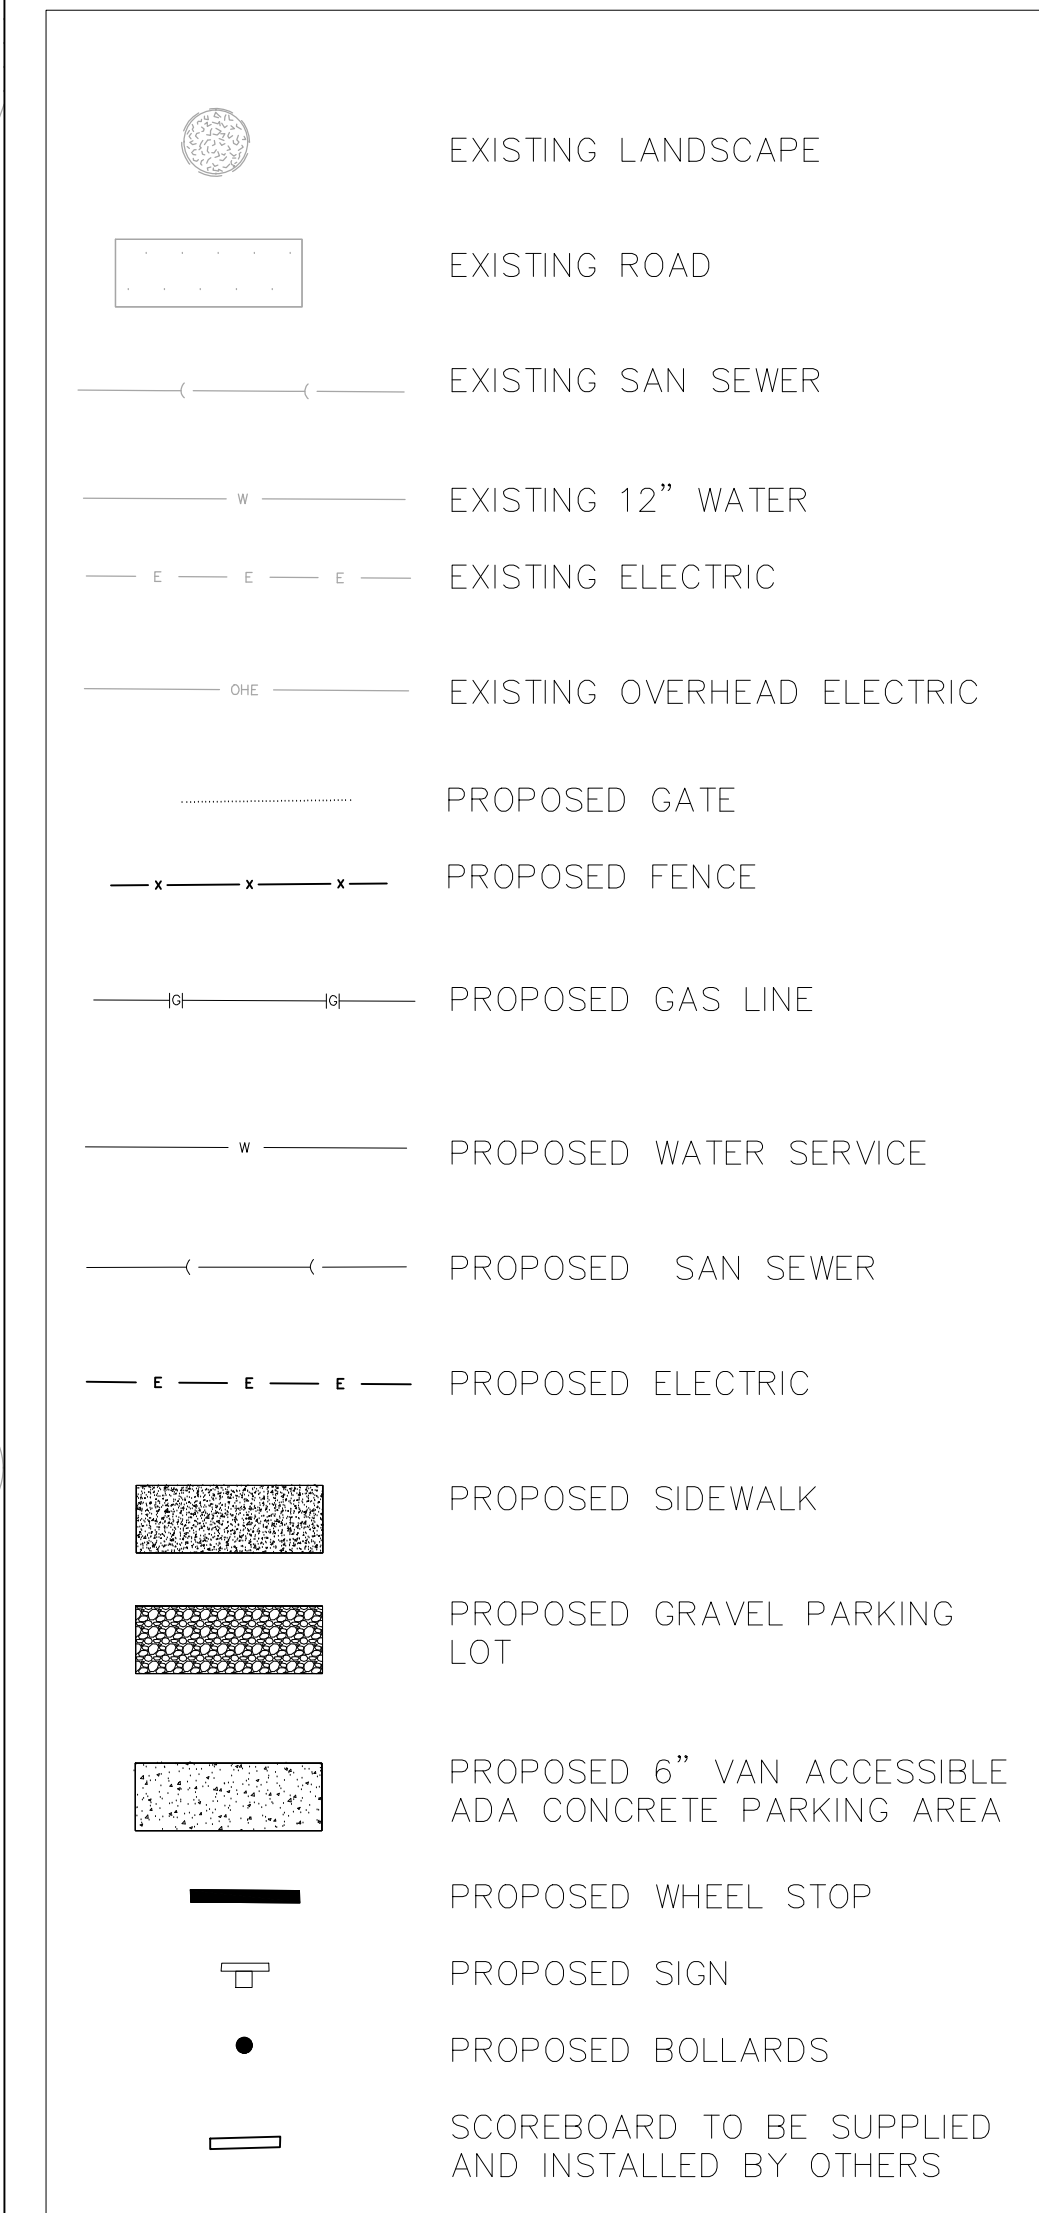 EXISTING LANDSCAPE
EXISTING ROAD
EXISTING SAN SEWER
W EXISTING 12” WATER
E E E EXISTING ELECTRIC
OHE EXISTING OVERHEAD ELECTRIC
PROPOSED GATE
X X X PROPOSED FENCE
G G PROPOSED GAS LINE
W PROPOSED WATER SERVICE
PROPOSED SAN SEWER
E E E PROPOSED ELECTRIC
PROPOSED SIDEWALK
PROPOSED GRAVEL PARKING
LOT
PROPOSED 6” VAN ACCESSIBLE
ADA CONCRETE PARKING AREA
PROPOSED WHEEL STOP
PROPOSED SIGN
PROPOSED BOLLARDS
SCOREBOARD TO BE SUPPLIED
AND INSTALLED BY OTHERS